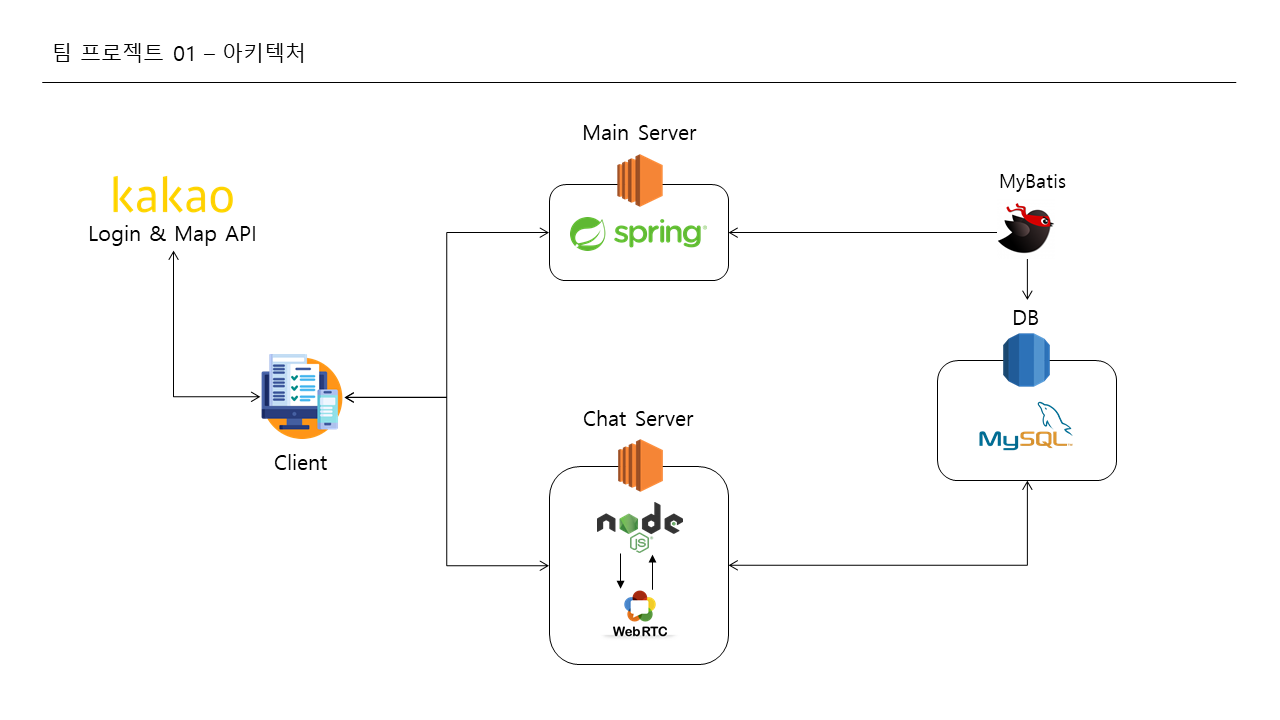 팀 프로젝트 01 – 아키텍처
Main Server
MyBatis
kakao
Login & Map API
spring
DB
Chat Server
MySQL
Client
node
JS
WebRTC